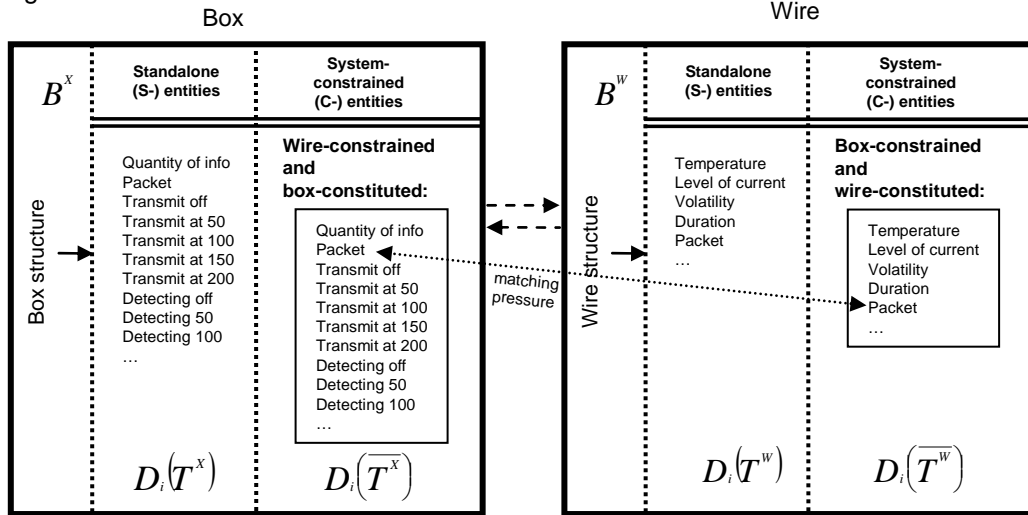 Box
B^X
Standalone
(S-) entities
System-
constrained
(C-) entities
Box structure
Quantity of info
Packet
Transmit off
Transmit at 50
Transmit at 100
Transmit at 150
Transmit at 200
Detecting off
Detecting 50
Detecting 100
…
Wire-constrained
and
box-constituted:
Quantity of info
Packet
Transmit off
Transmit at 50
Transmit at 100
Transmit at 150
Transmit at 200
Detecting off
Detecting 50
Detecting 100
…
D_i(T^X)
D_i(\overline{T^X})
matching
pressure
Wire
B^W
Standalone
(S-) entities
System-
constrained
(C-) entities
Wire structure
Temperature
Level of current
Volatility
Duration
Packet
…
Box-constrained
and
wire-constituted:
Temperature
Level of current
Volatility
Duration
Packet
…
D_i(T^W)
D_i(\overline{T^W})